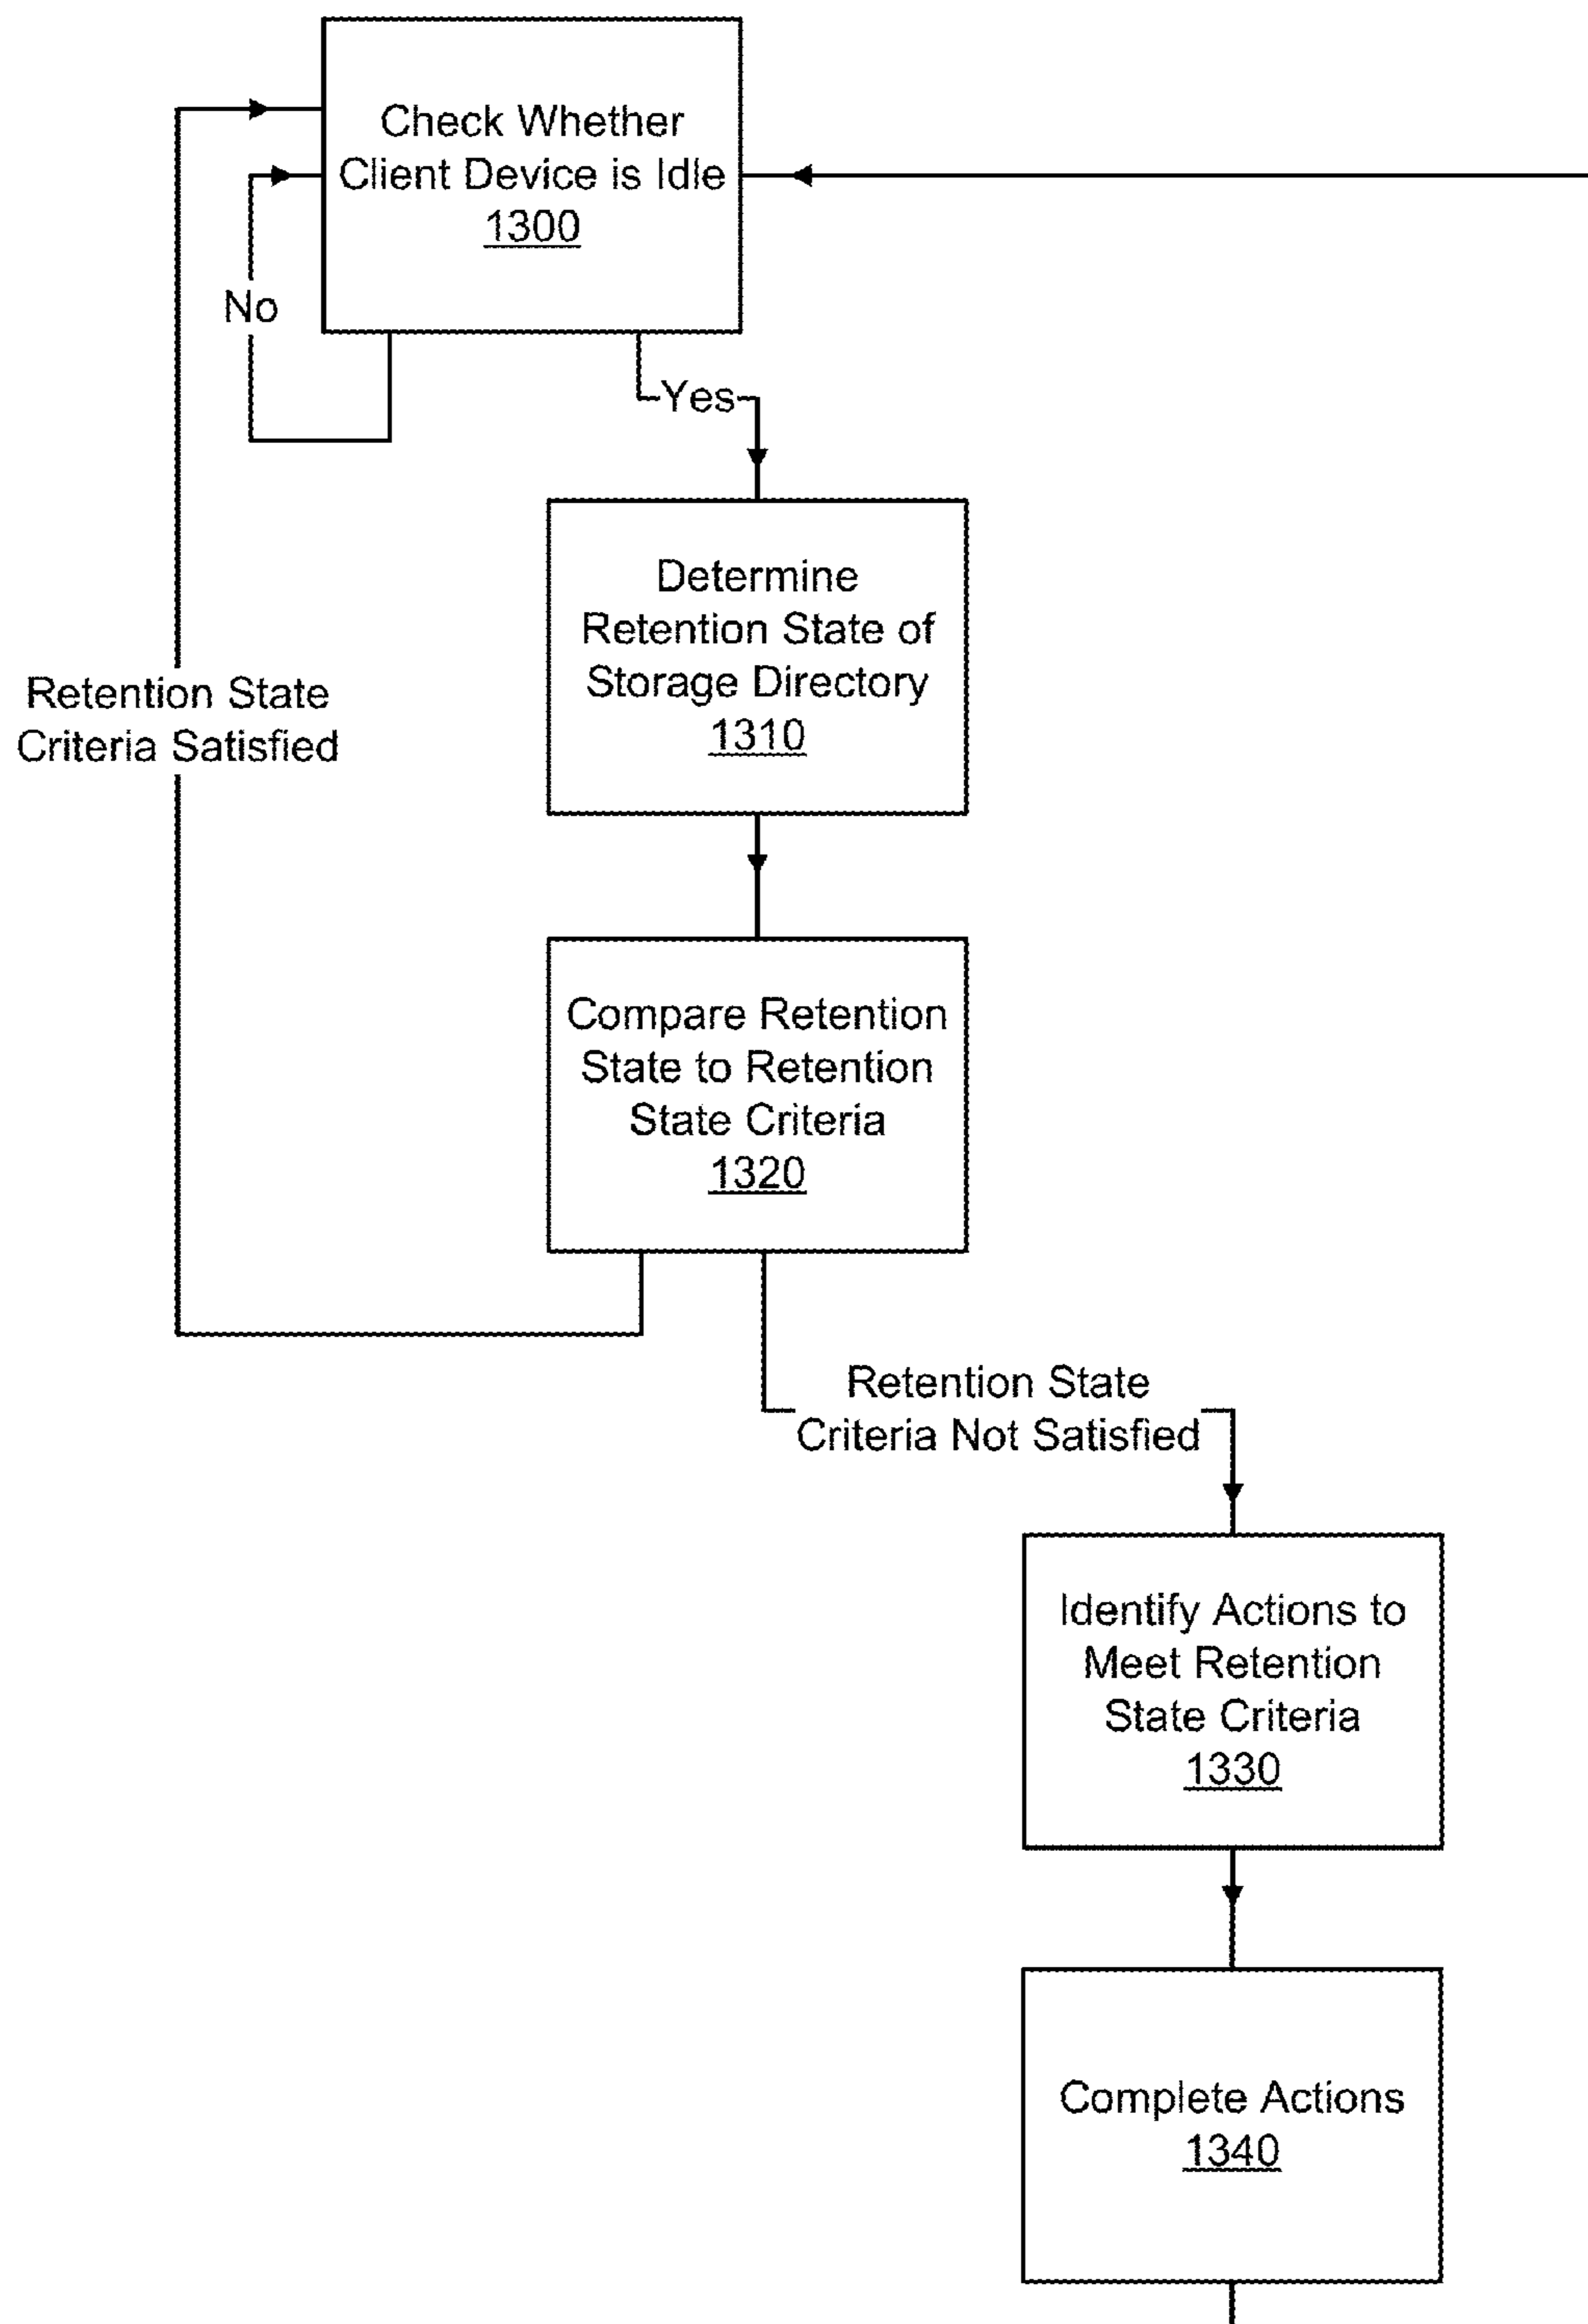 Check Whether
Client Device is Idle
1300
No
Yes
Determine
Retention State of
Storage Directory
1310
Retention State
Criteria Satisfied
Compare Retention
State to Retention
State Criteria
1320
Retention State
Criteria Not Satisfied
Identify Actions to
Meet Retention
State Criteria
1330
Complete Actions
1340